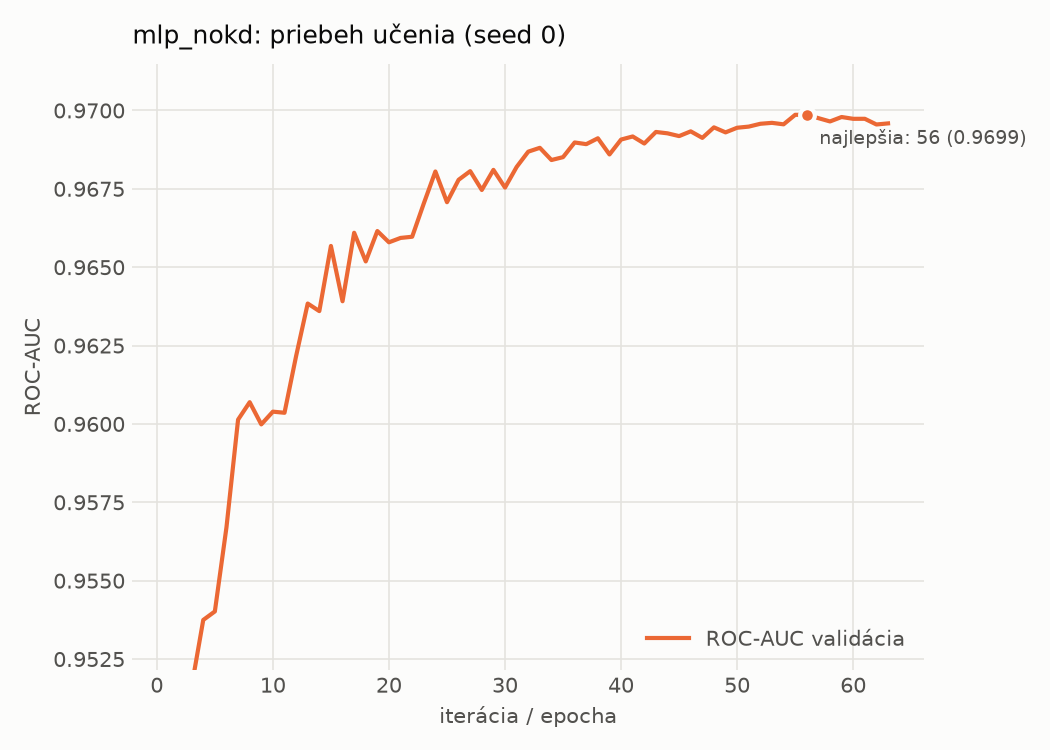 mlp_nokd: priebeh učenia (seed 0)
ROC-AUC
0.9700
0.9675
0.9650
0.9625
0.9600
0.9575
0.9550
0.9525
najlepšia: 56 (0.9699)
ROC-AUC validácia
0 10 20 30 40 50 60
iterácia / epocha